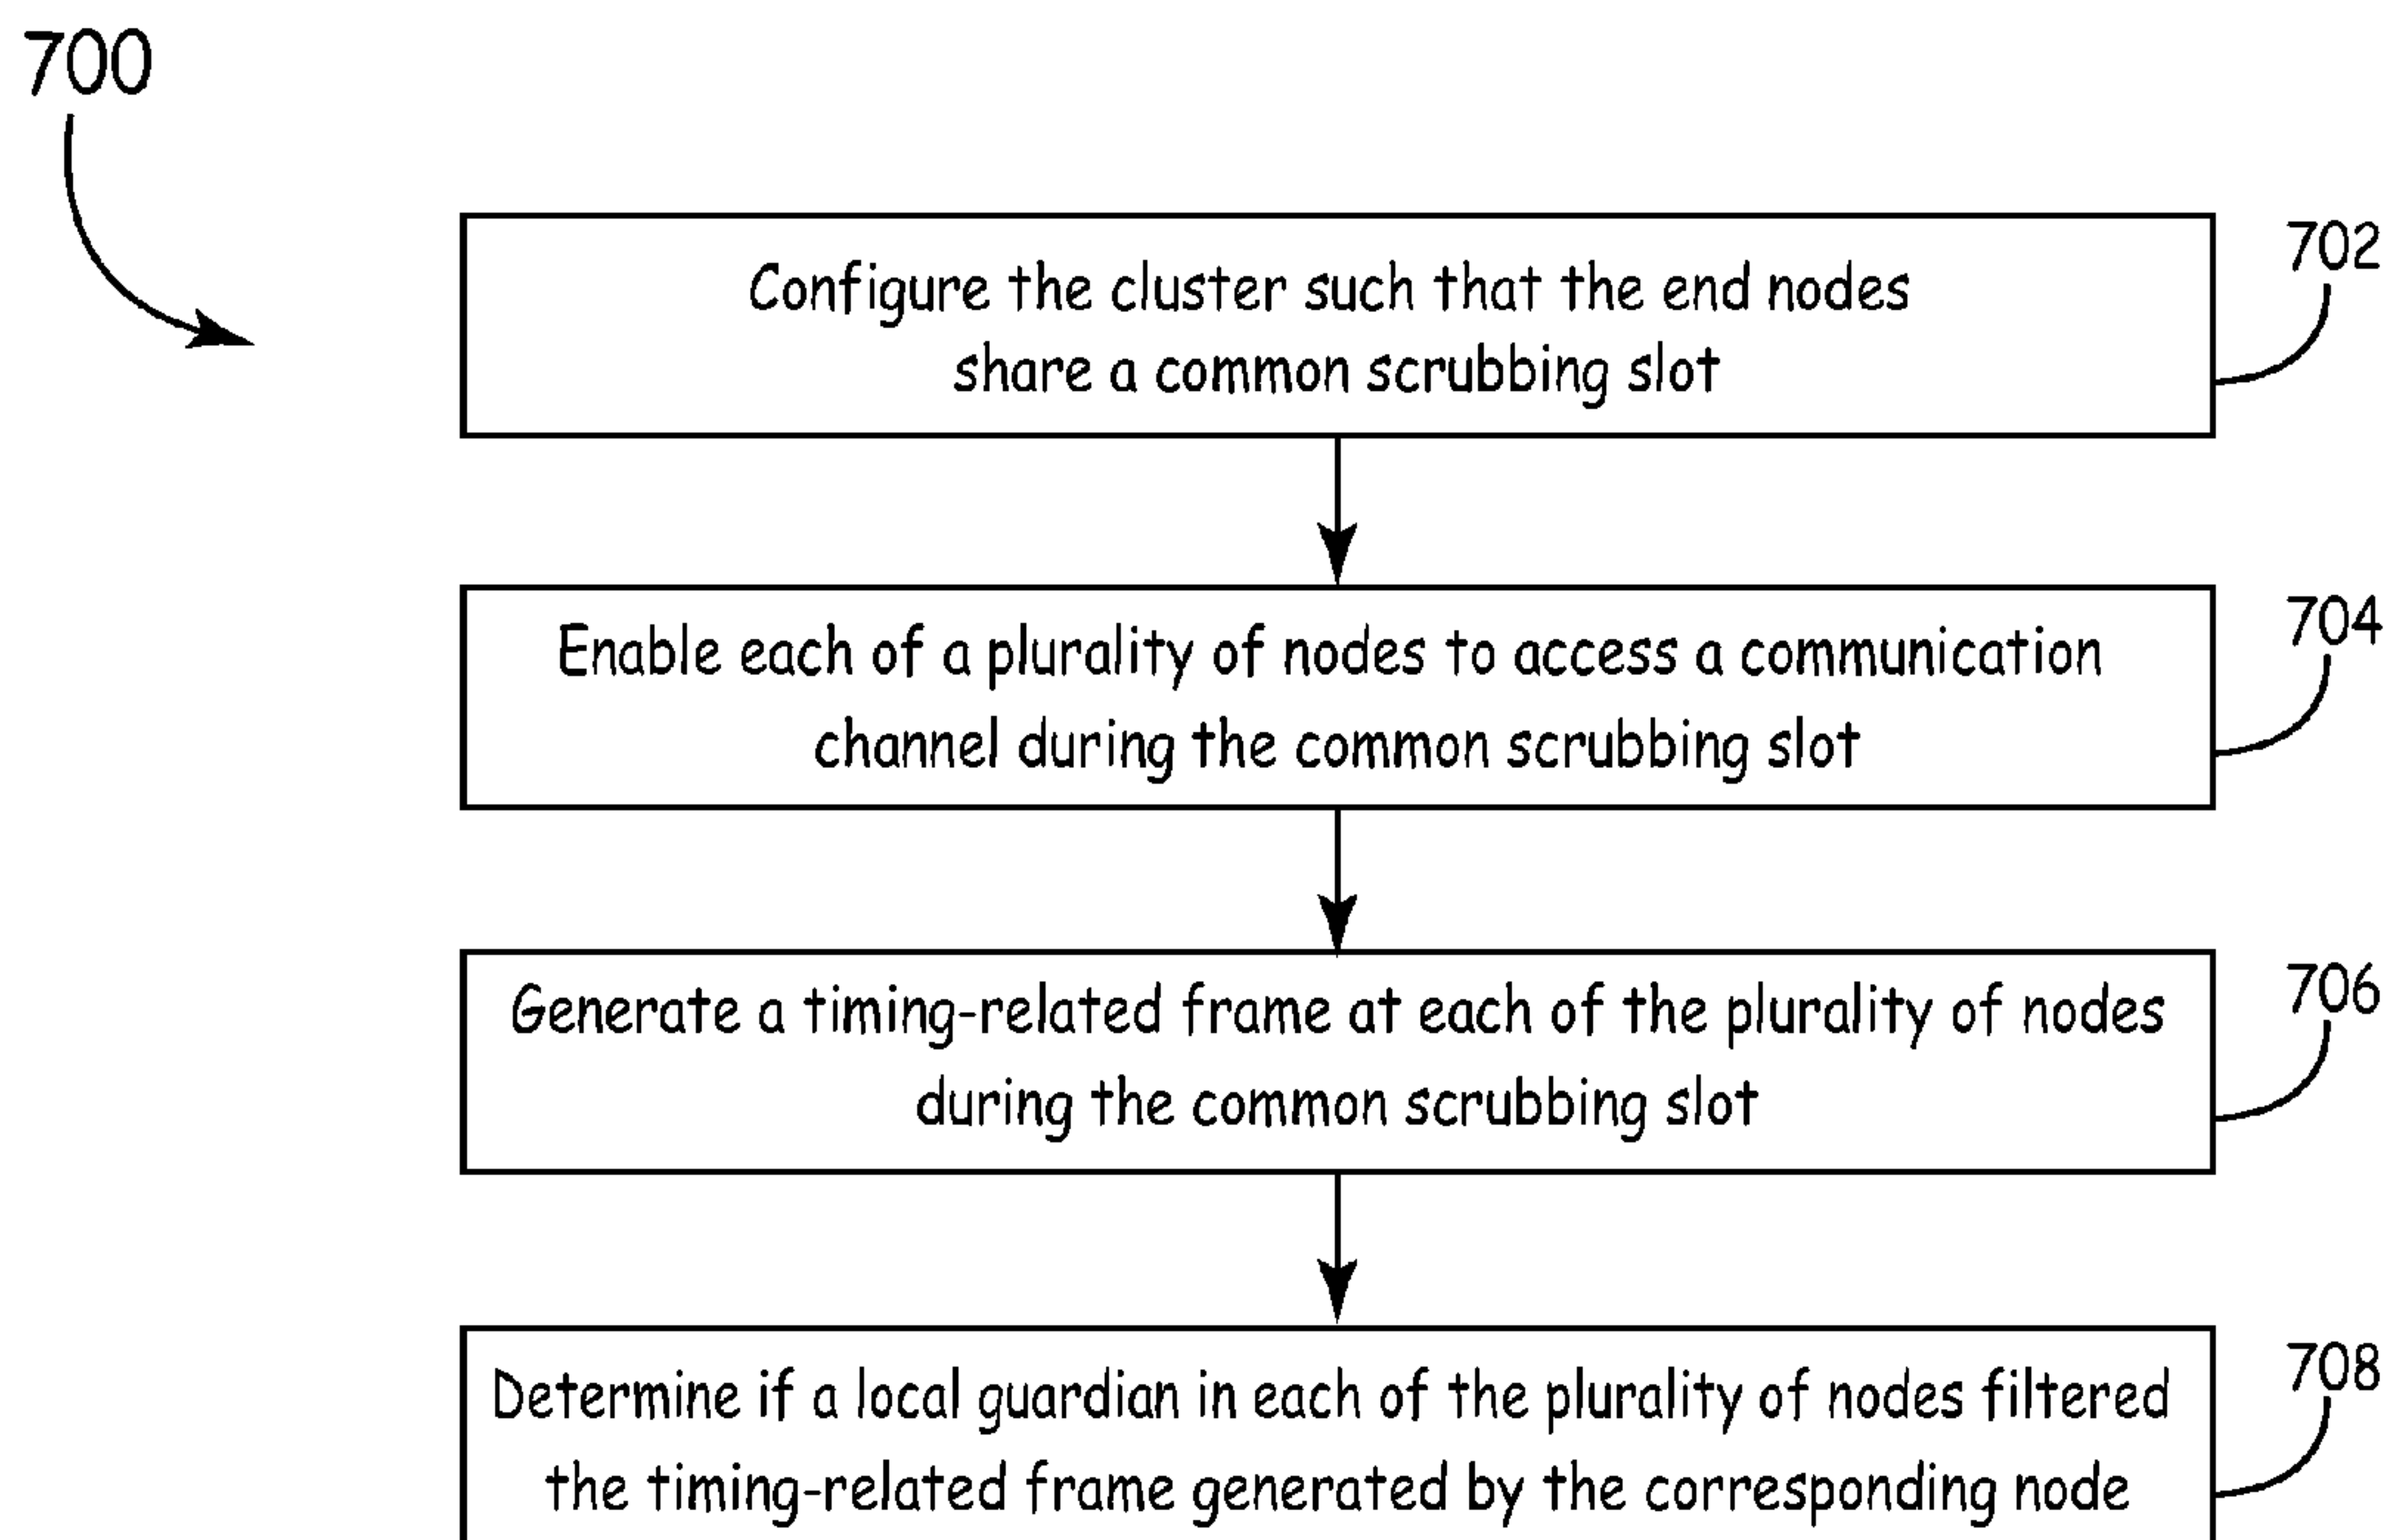 700
Configure the cluster such that the end nodes
share a common scrubbing slot
702
Enable each of a plurality of nodes to access a communication
channel during the common scrubbing slot
704
Generate a timing-related frame at each of the plurality of nodes
during the common scrubbing slot
706
Determine if a local guardian in each of the plurality of nodes filtered
the timing-related frame generated by the corresponding node
708